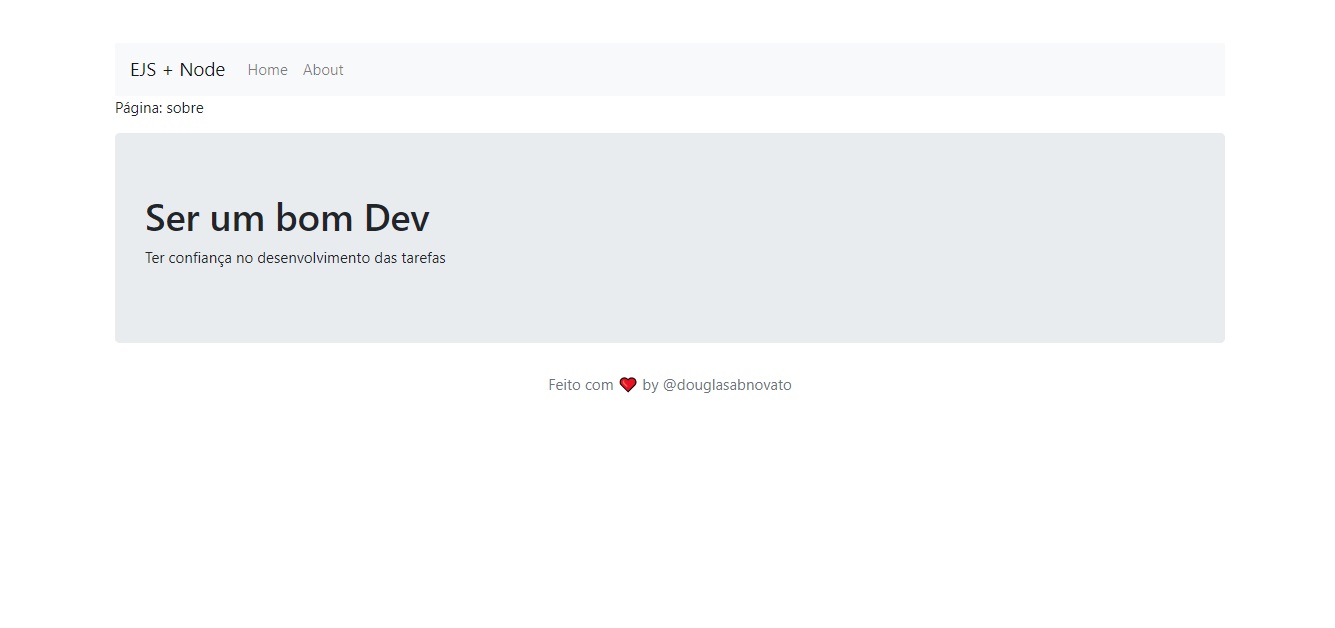 EJS + Node Home About
Página: sobre
Ser um bom Dev
Ter confiança no desenvolvimento das tarefas
Feito com ❤ by @douglasabnovato